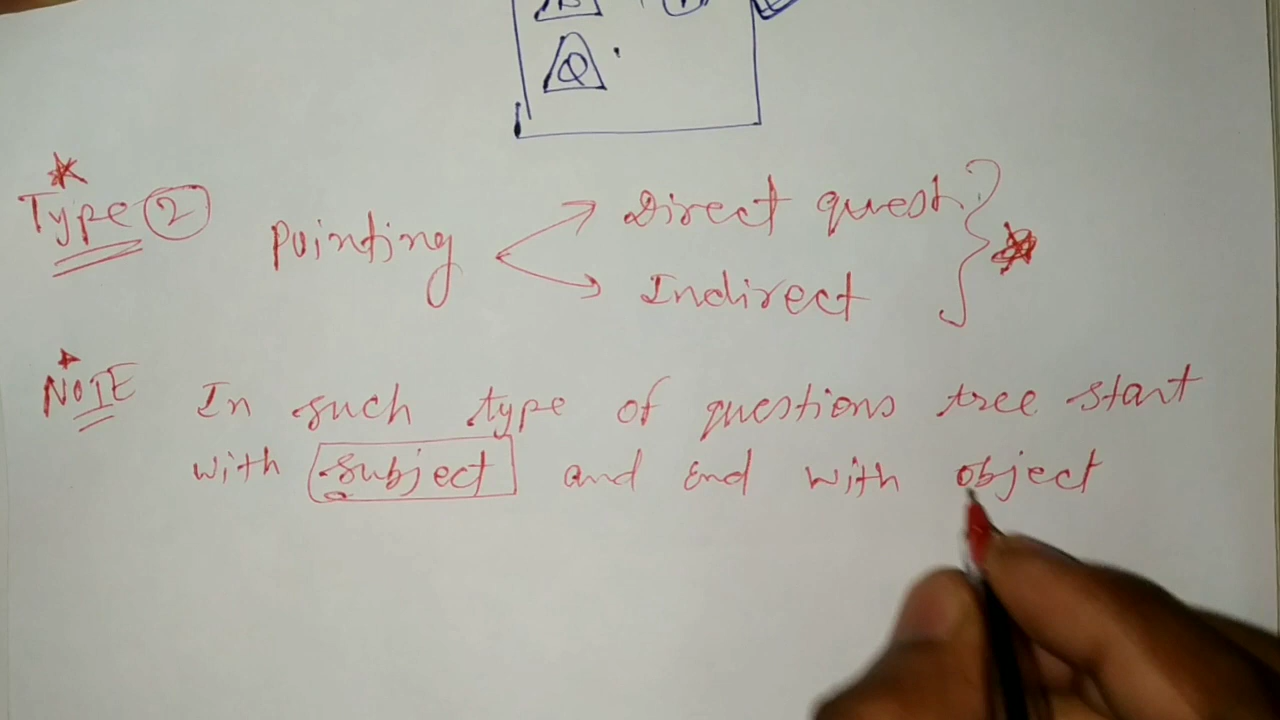 Q
Type 2
Pointing
Direct quest?
Indirect
NOTE In such type of questions tree start
with subject and End with object